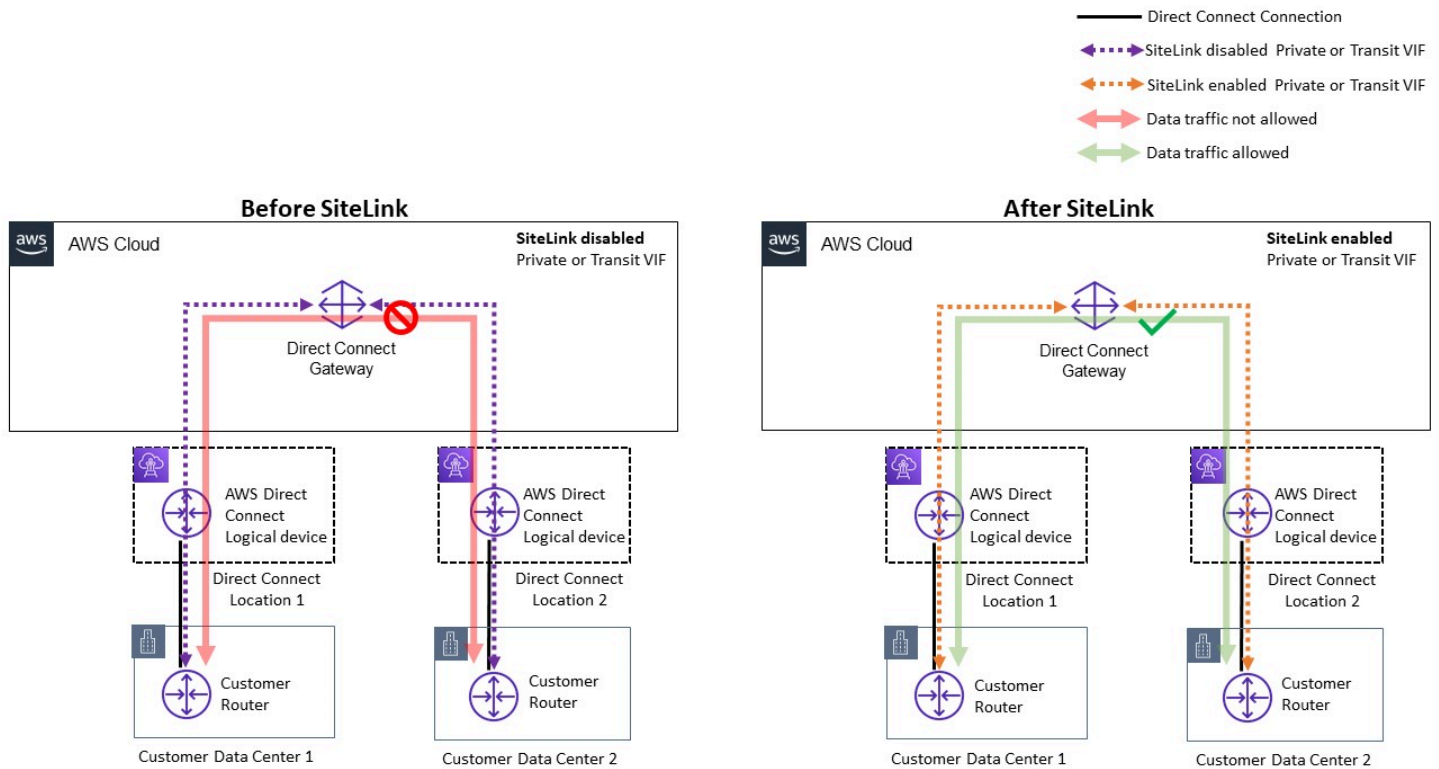 Direct Connect Connection
SiteLink disabled Private or Transit VIF
SiteLink enabled Private or Transit VIF
Data traffic not allowed
Data traffic allowed
Before SiteLink
aws
AWS Cloud
SiteLink disabled
Private or Transit VIF
Direct Connect
Gateway
AWS Direct
Connect
Logical device
Direct Connect
Location 1
Customer
Router
Customer Data Center 1
AWS Direct
Connect
Logical device
Direct Connect
Location 2
Customer
Router
Customer Data Center 2
After SiteLink
aws
AWS Cloud
SiteLink enabled
Private or Transit VIF
Direct Connect
Gateway
AWS Direct
Connect
Logical device
Direct Connect
Location 1
Customer
Router
Customer Data Center 1
AWS Direct
Connect
Logical device
Direct Connect
Location 2
Customer
Router
Customer Data Center 2